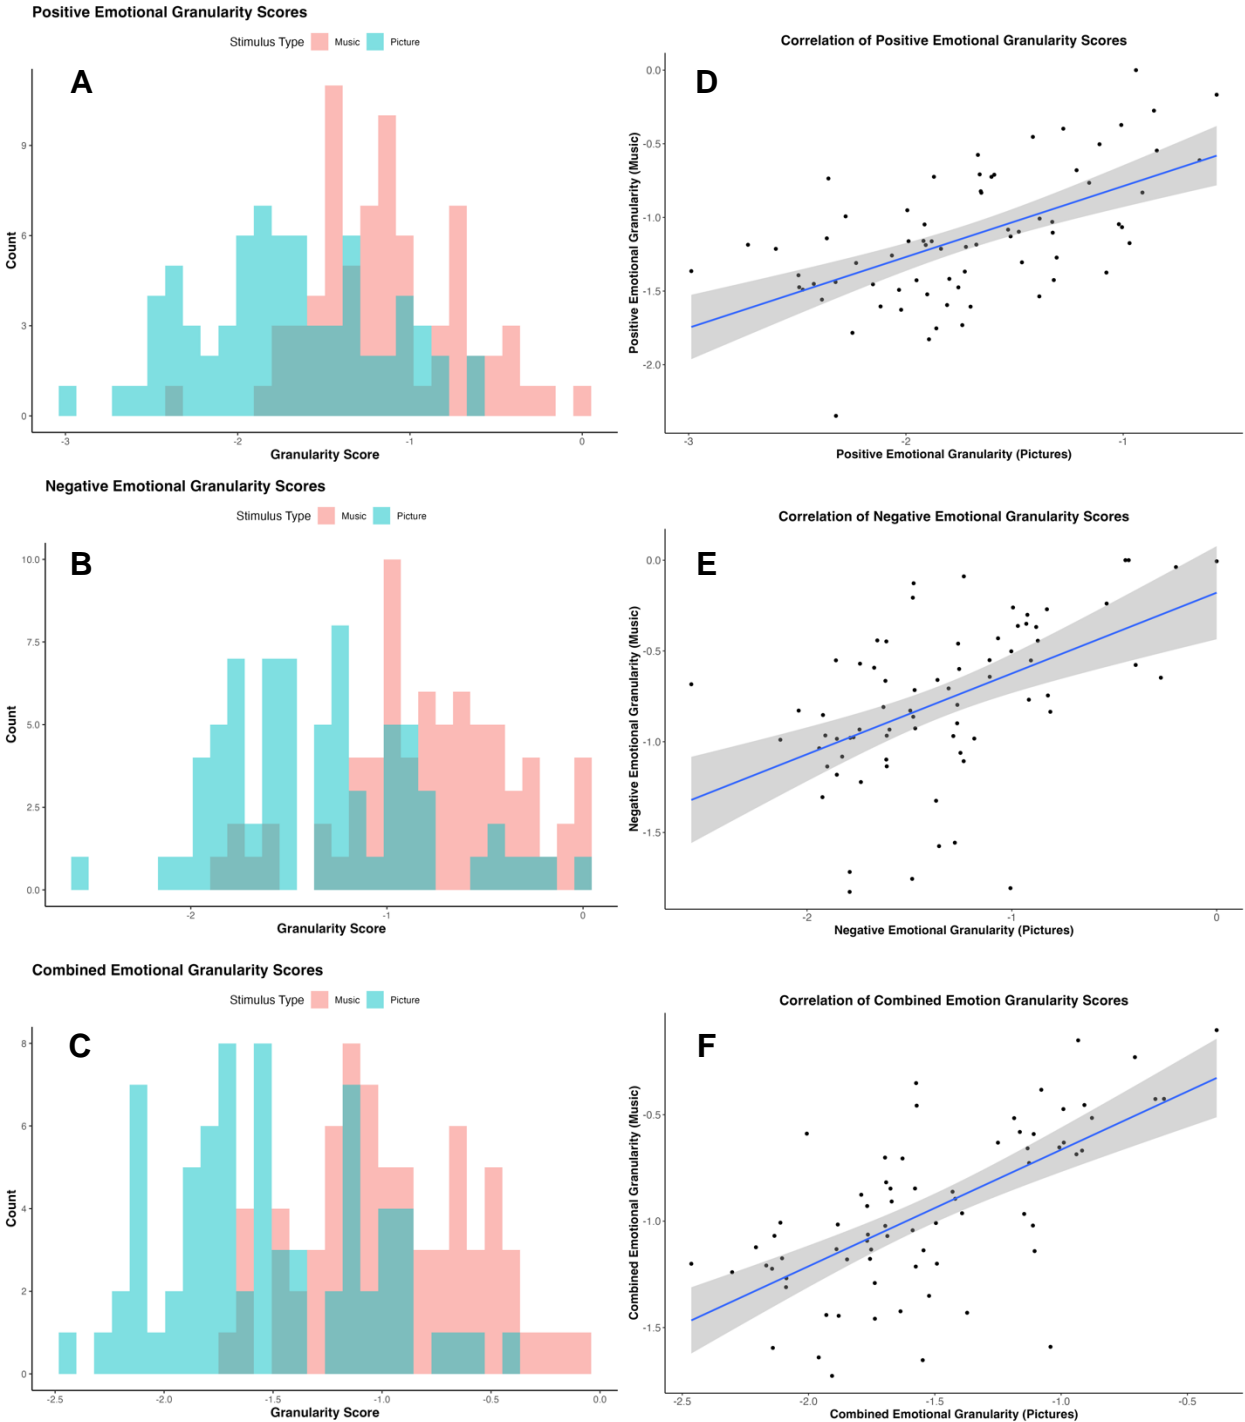 Positive Emotional Granularity Scores
Stimulus Type Music Picture
A
Count
9
6
3
0
-3 -2 -1 0
Granularity Score
Correlation of Positive Emotional Granularity Scores
D
Positive Emotional Granularity (Music)
0.0
-0.5
-1.0
-1.5
-2.0
-3 -2 -1
Positive Emotional Granularity (Pictures)
Negative Emotional Granularity Scores
Stimulus Type Music Picture
B
Count
10.0
7.5
5.0
2.5
0.0
-2 -1 0
Granularity Score
Correlation of Negative Emotional Granularity Scores
E
Negative Emotional Granularity (Music)
0.0
-0.5
-1.0
-1.5
-2 -1 0
Negative Emotional Granularity (Pictures)
Combined Emotional Granularity Scores
Stimulus Type Music Picture
C
Count
8
6
4
2
0
-2.5 -2.0 -1.5 -1.0 -0.5 0.0
Granularity Score
Correlation of Combined Emotion Granularity Scores
F
Combined Emotional Granularity (Music)
-0.5
-1.0
-1.5
-2.5 -2.0 -1.5 -1.0 -0.5
Combined Emotional Granularity (Pictures)